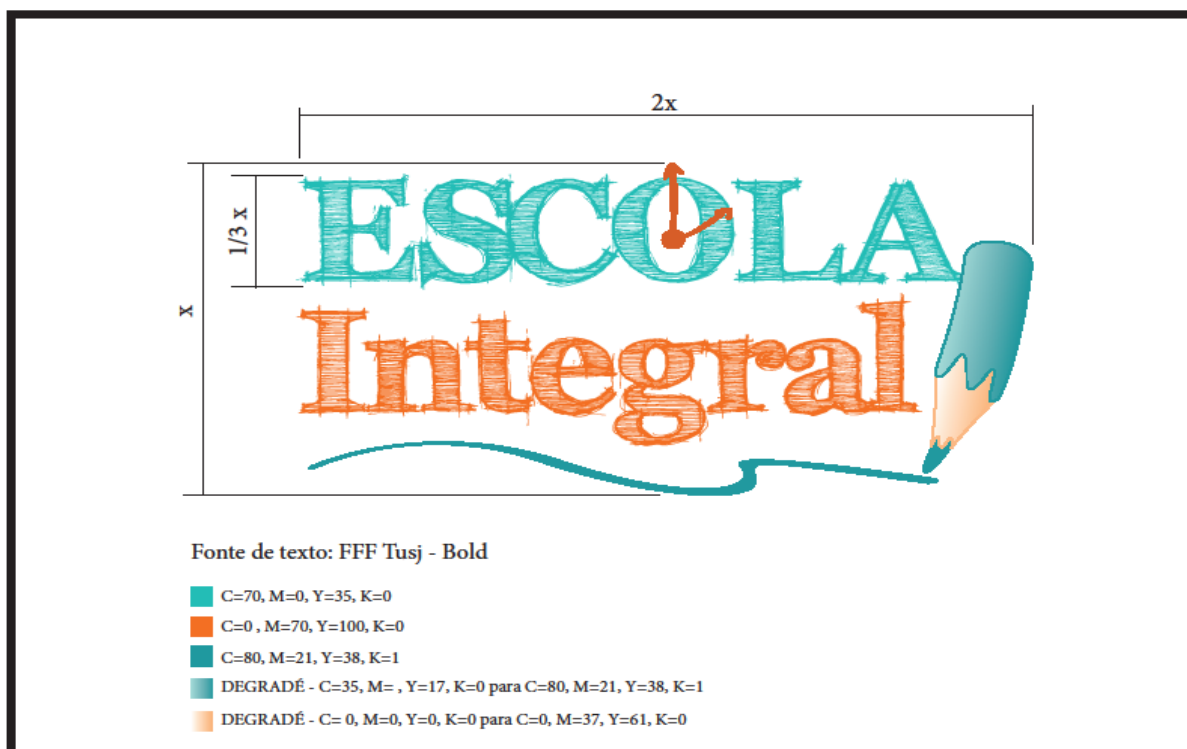 2x
1/3 x
x
ESCOLA
Integral
Fonte de texto: FFF Tusj - Bold
C=70, M=0, Y=35, K=0
C=0 , M=70, Y=100, K=0
C=80, M=21, Y=38, K=1
DEGRADÉ - C=35, M= , Y=17, K=0 para C=80, M=21, Y=38, K=1
DEGRADÉ - C= 0, M=0, Y=0, K=0 para C=0, M=37, Y=61, K=0